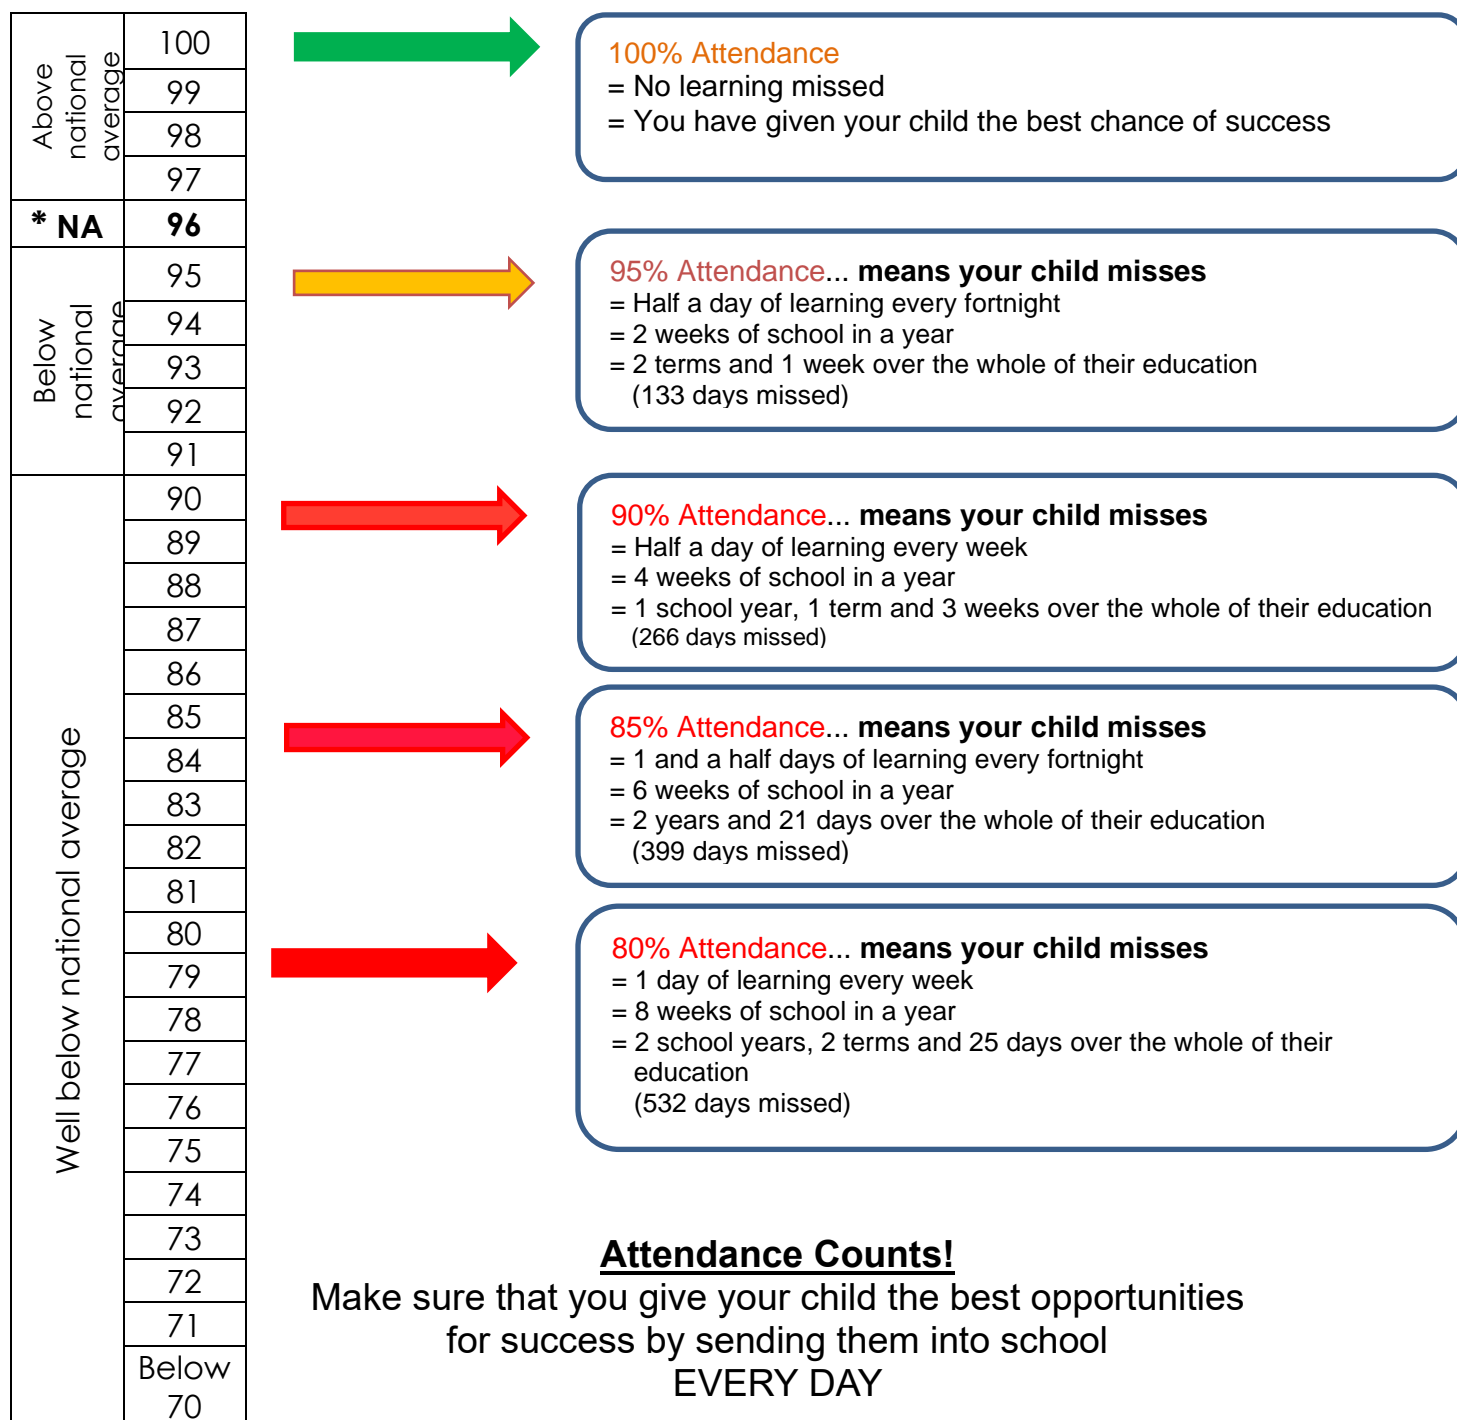 Above
national
average
100
99
98
97
* NA
96
Below
national
average
95
94
93
92
91
Well below national average
90
89
88
87
86
85
84
83
82
81
80
79
78
77
76
75
74
73
72
71
Below
70
100% Attendance
= No learning missed
= You have given your child the best chance of success
95% Attendance... means your child misses
= Half a day of learning every fortnight
= 2 weeks of school in a year
= 2 terms and 1 week over the whole of their education
(133 days missed)
90% Attendance... means your child misses
= Half a day of learning every week
= 4 weeks of school in a year
= 1 school year, 1 term and 3 weeks over the whole of their education
(266 days missed)
85% Attendance... means your child misses
= 1 and a half days of learning every fortnight
= 6 weeks of school in a year
= 2 years and 21 days over the whole of their education
(399 days missed)
80% Attendance... means your child misses
= 1 day of learning every week
= 8 weeks of school in a year
= 2 school years, 2 terms and 25 days over the whole of their
education
(532 days missed)
Attendance Counts!
Make sure that you give your child the best opportunities
for success by sending them into school
EVERY DAY